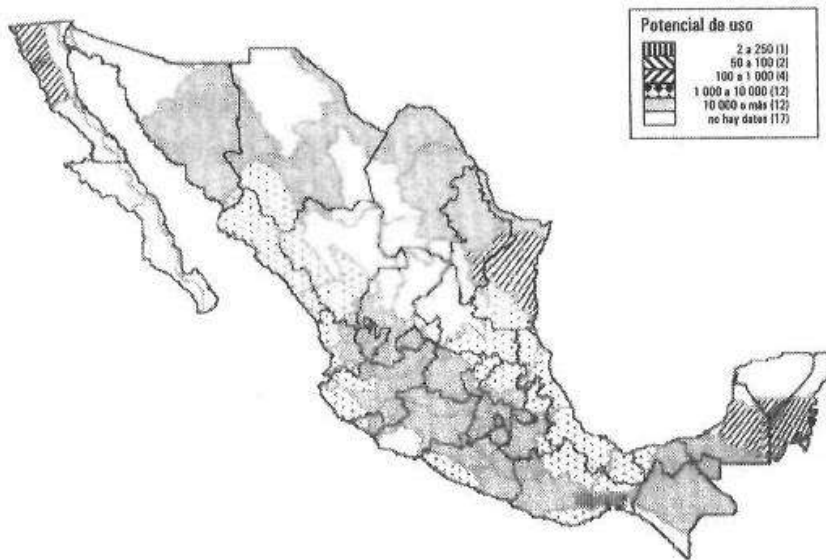 Potencial de uso
2 a 250 (1)
50 a 100 (2)
100 a 1 000 (4)
1 000 a 10 000 (12)
10 000 o más (12)
no hay datos (17)